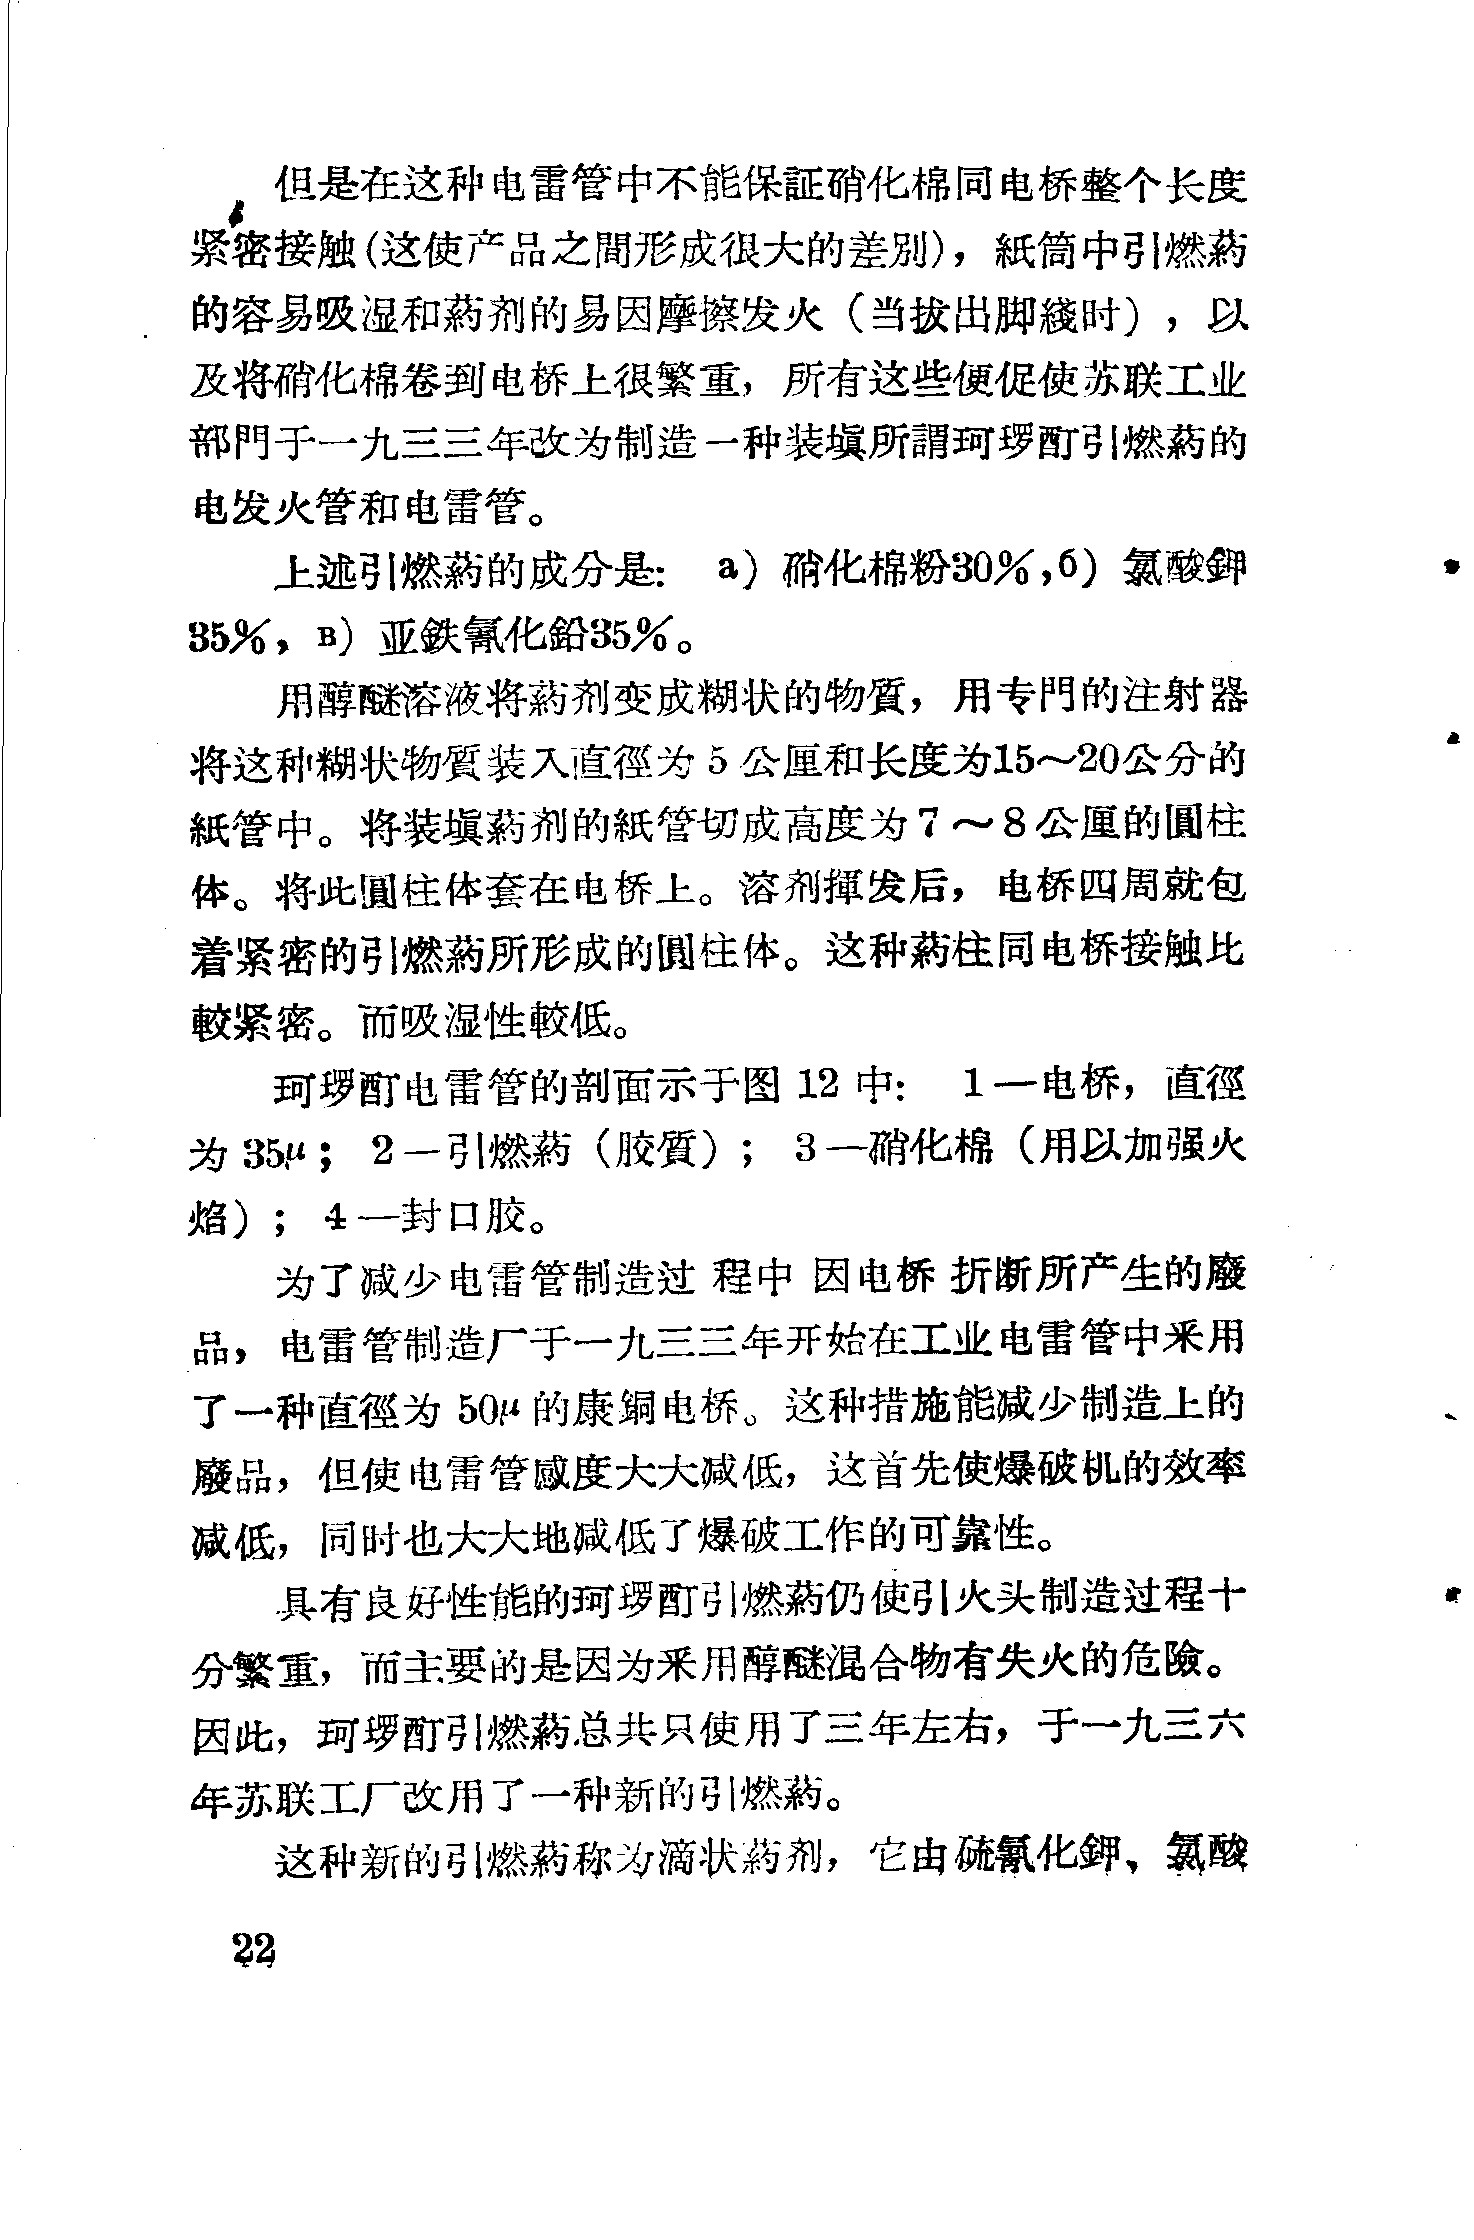 但是在这种电雷管中不能保証硝化棉同电桥整个长度
紧密接触(这使产品之間形成很大的差別)，紙筒中引燃葯
的容易吸湿和葯剂的易因摩擦发火（当拔出脚綫时），以
及将硝化棉卷到电桥上很繁重，所有这些便促使苏联工业
部門于一九三三年改为制造一种装塡所謂珂琊酊引燃葯的
电发火管和电雷管。
上述引燃葯的成分是: a）硝化棉粉30%,б）氯酸鉀
35%，в）亚鉄氰化鉛35%。
用醇醚溶液将葯剂变成糊状的物質，用专門的注射器
将这种糊状物質装入直徑为5公厘和长度为15～20公分的
紙管中。将装塡葯剂的紙管切成高度为7～8公厘的圓柱
体。将此圓柱体套在电桥上。溶剂揮发后，电桥四周就包
着紧密的引燃葯所形成的圓柱体。这种葯柱同电桥接触比
較紧密。而吸湿性較低。
珂琊酊电雷管的剖面示于图 12 中: 1—电桥，直徑
为 35μ；2—引燃葯（胶質）；3—硝化棉（用以加强火
焰）；4—封口胶。
为了减少电雷管制造过程中因电桥折断所产生的廢
品，电雷管制造厂于一九三三年开始在工业电雷管中采用
了一种直徑为 50μ 的康銅电桥。这种措施能减少制造上的
廢品，但使电雷管感度大大减低，这首先使爆破机的效率
减低，同时也大大地减低了爆破工作的可靠性。
具有良好性能的珂琊酊引燃葯仍使引火头制造过程十
分繁重，而主要的是因为采用醇醚混合物有失火的危險。
因此，珂琊酊引燃葯总共只使用了三年左右，于一九三六
年苏联工厂改用了一种新的引燃葯。
这种新的引燃葯称为滴状葯剂，它由硫氰化鉀、氯酸
22